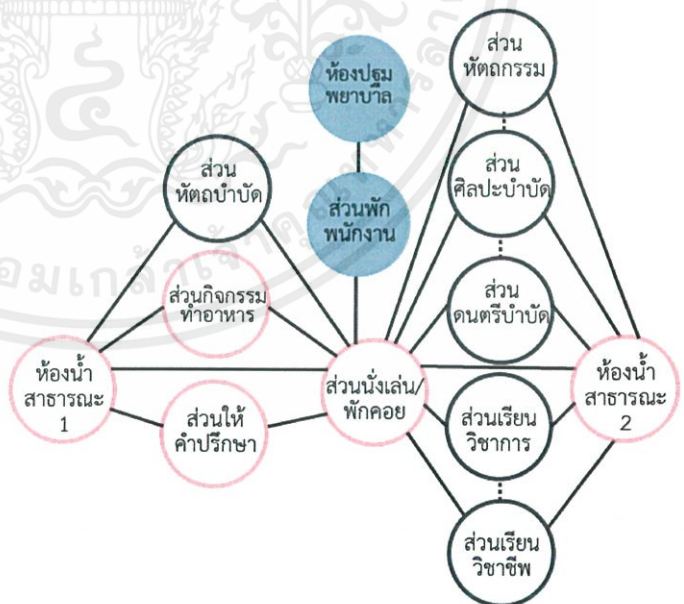 ส่วน
หัตถกรรม
ห้องปฐม
พยาบาล
ส่วน
หัตถบำบัด
ส่วน
ศิลปะบำบัด
ส่วนพัก
พนักงาน
ส่วนกิจกรรม
ทำอาหาร
ส่วน
ดนตรีบำบัด
ห้องน้ำ
สาธารณะ
1
ส่วนนั่งเล่น/
พักคอย
ห้องน้ำ
สาธารณะ
2
ส่วนให้
คำปรึกษา
ส่วนเรียน
วิชาการ
ส่วนเรียน
วิชาชีพ